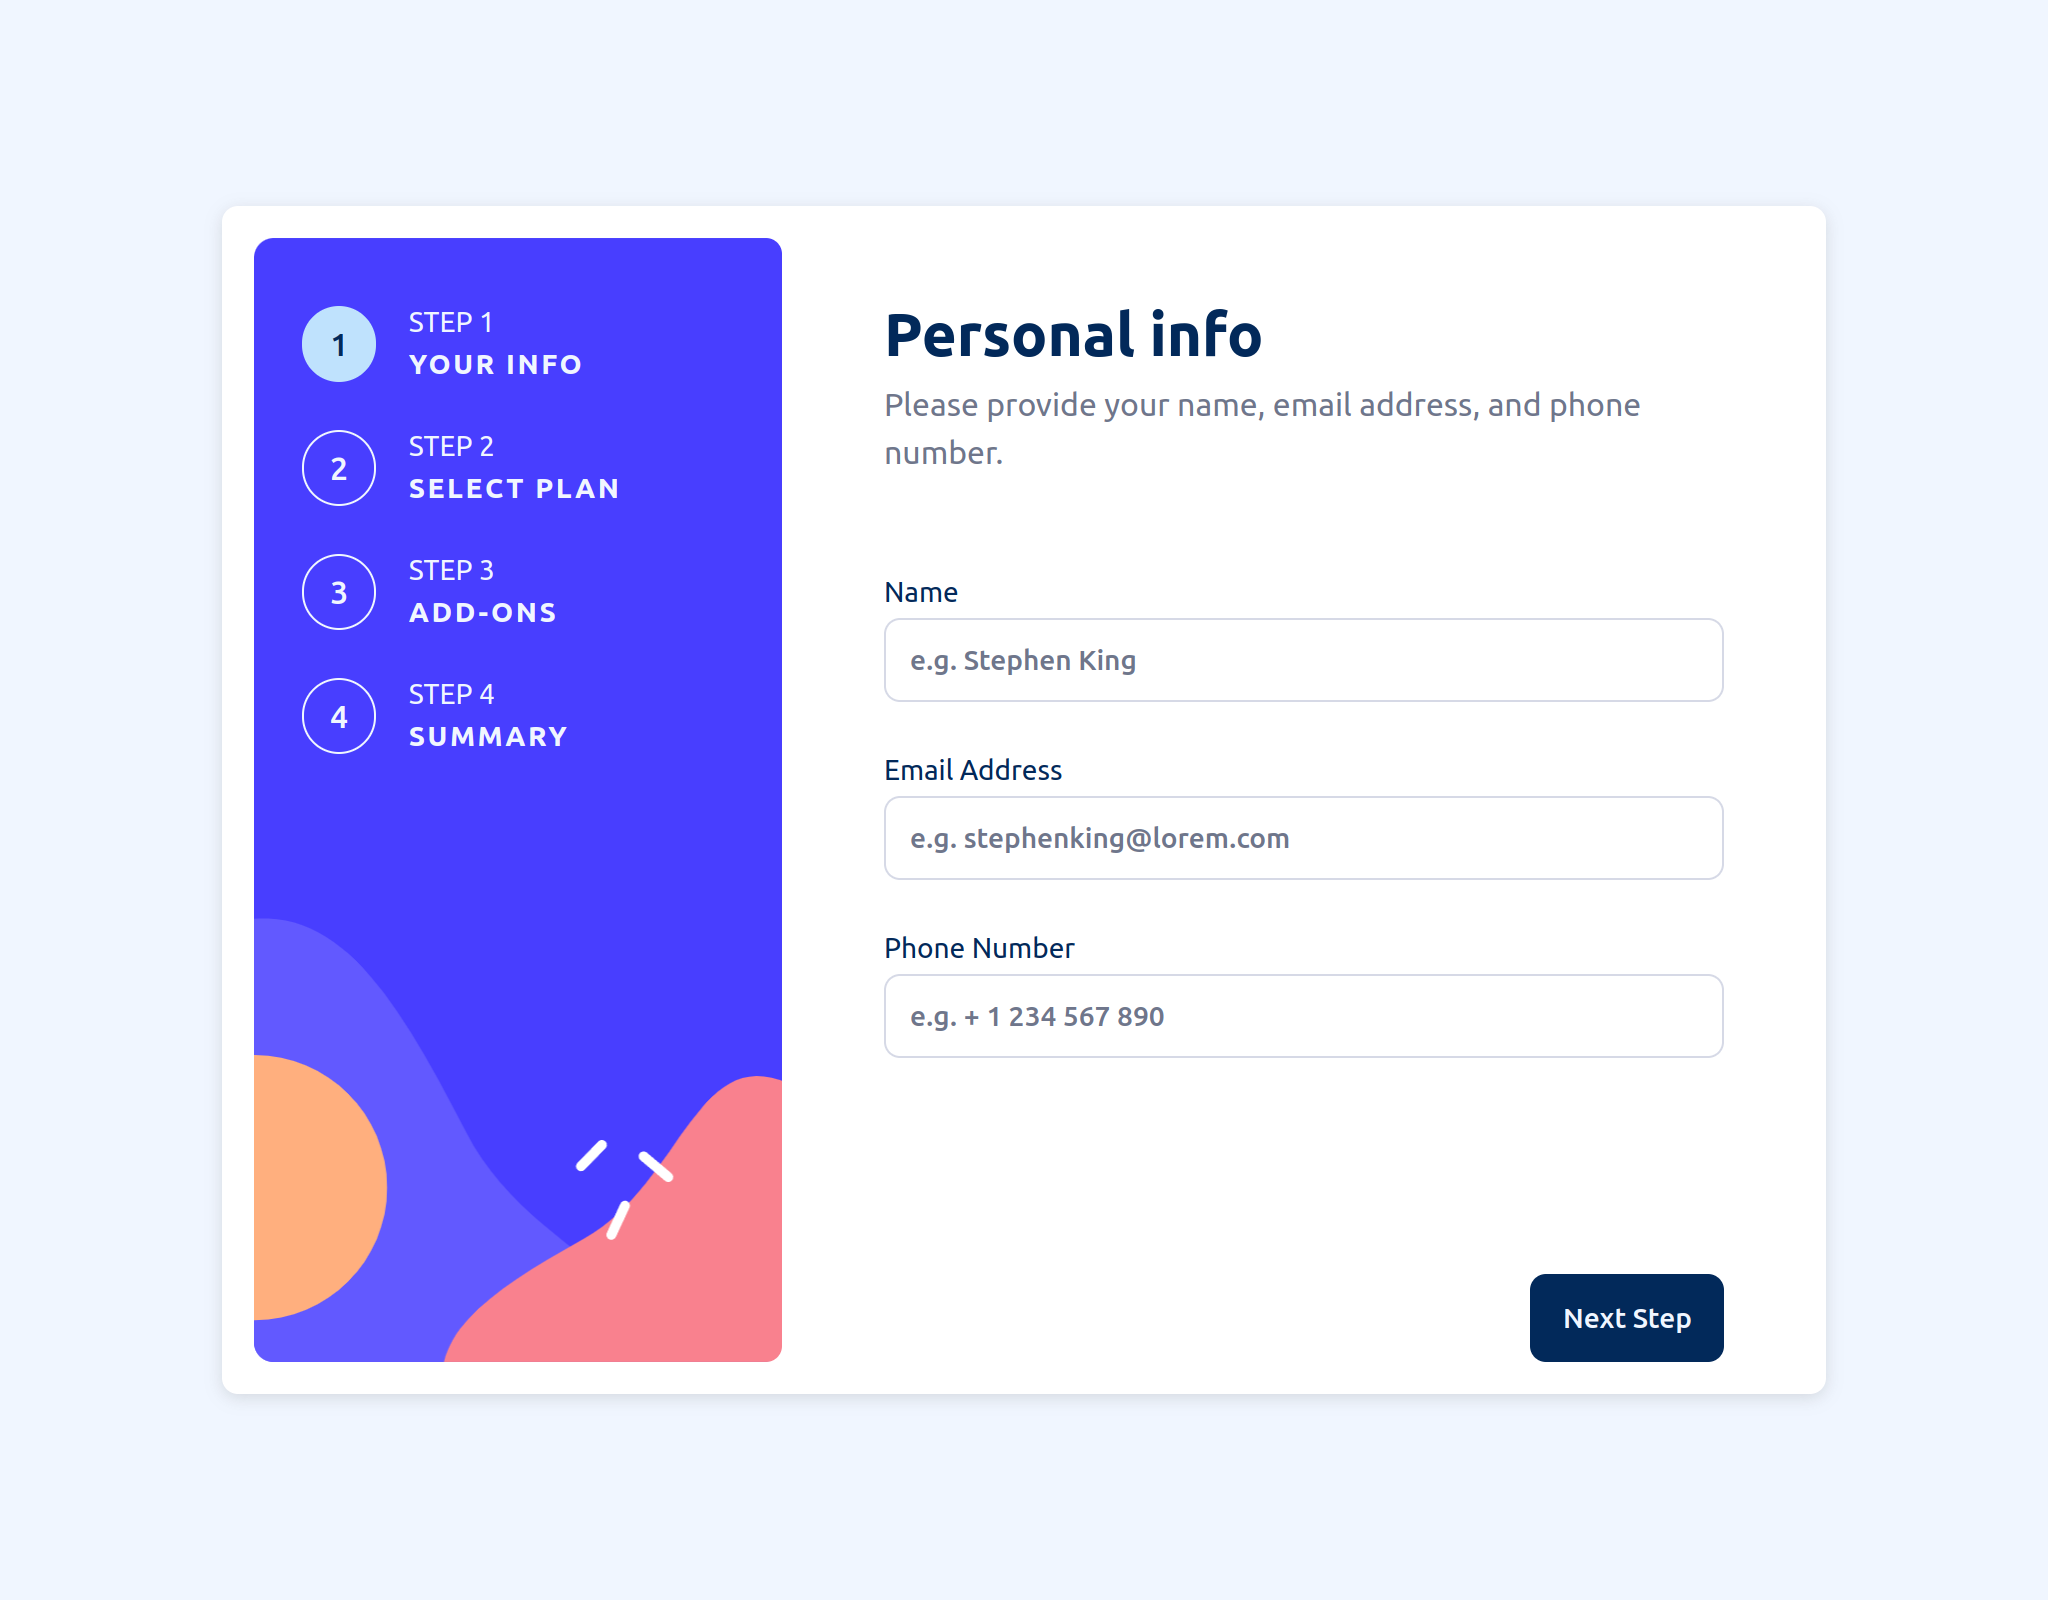 1
STEP 1
YOUR INFO
2
STEP 2
SELECT PLAN
3
STEP 3
ADD-ONS
4
STEP 4
SUMMARY
Personal info
Please provide your name, email address, and phone
number.
Name
e.g. Stephen King
Email Address
e.g. stephenking@lorem.com
Phone Number
e.g. + 1 234 567 890
Next Step